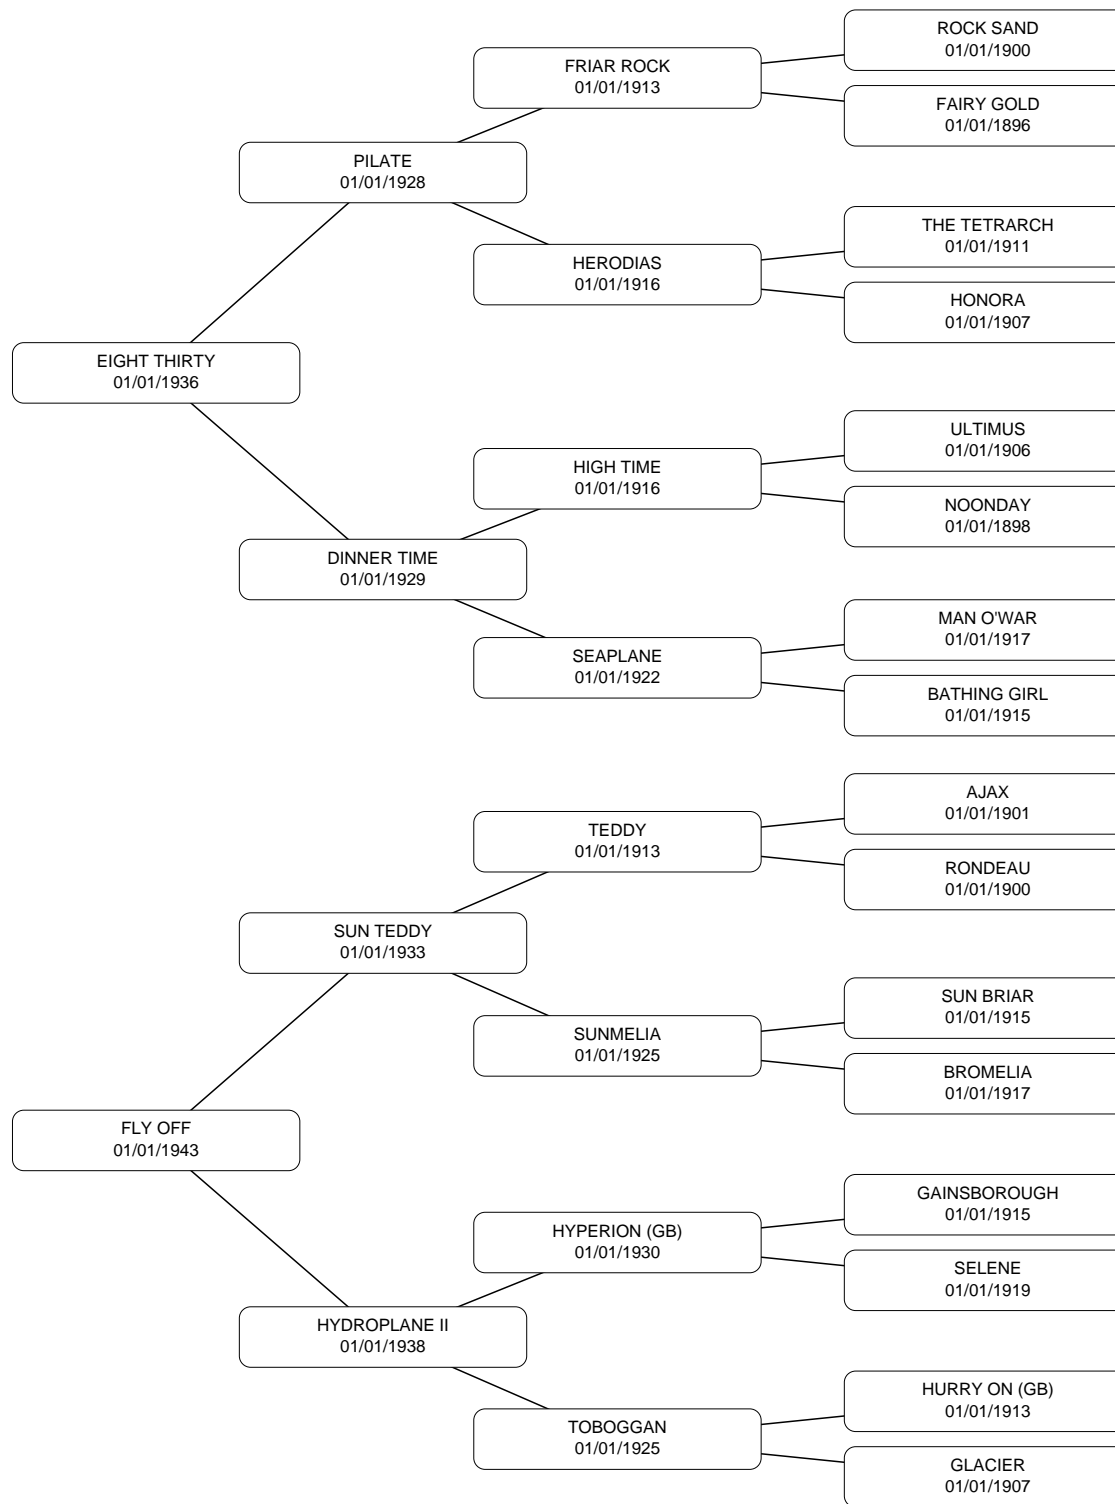 ROCK SAND
01/01/1900
FRIAR ROCK
01/01/1913
FAIRY GOLD
01/01/1896
PILATE
01/01/1928
THE TETRARCH
01/01/1911
HERODIAS
01/01/1916
HONORA
01/01/1907
EIGHT THIRTY
01/01/1936
ULTIMUS
01/01/1906
HIGH TIME
01/01/1916
NOONDAY
01/01/1898
DINNER TIME
01/01/1929
MAN O'WAR
01/01/1917
SEAPLANE
01/01/1922
BATHING GIRL
01/01/1915
AJAX
01/01/1901
TEDDY
01/01/1913
RONDEAU
01/01/1900
SUN TEDDY
01/01/1933
SUN BRIAR
01/01/1915
SUNMELIA
01/01/1925
BROMELIA
01/01/1917
FLY OFF
01/01/1943
GAINSBOROUGH
01/01/1915
HYPERION (GB)
01/01/1930
SELENE
01/01/1919
HYDROPLANE II
01/01/1938
HURRY ON (GB)
01/01/1913
TOBOGGAN
01/01/1925
GLACIER
01/01/1907